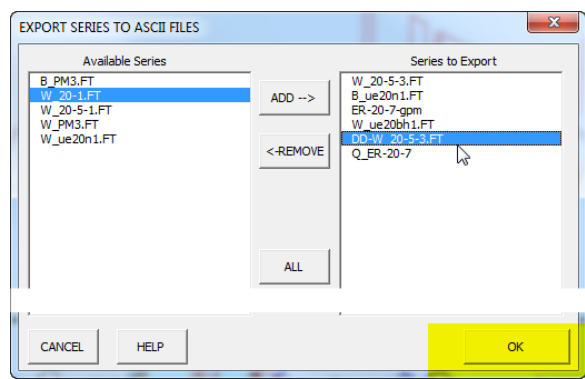 EXPORT SERIES TO ASCII FILES
Available Series
B_PM3.FT
W_20-1.FT
W_20-5-1.FT
W_PM3.FT
W_ue20n1.FT
ADD -->
<-REMOVE
ALL
Series to Export
W_20-5-3.FT
B_ue20n1.FT
ER-20-7-gpm
W_ue20bh1.FT
DD-W_20-5-3.FT
Q_ER-20-7
CANCEL
HELP
OK